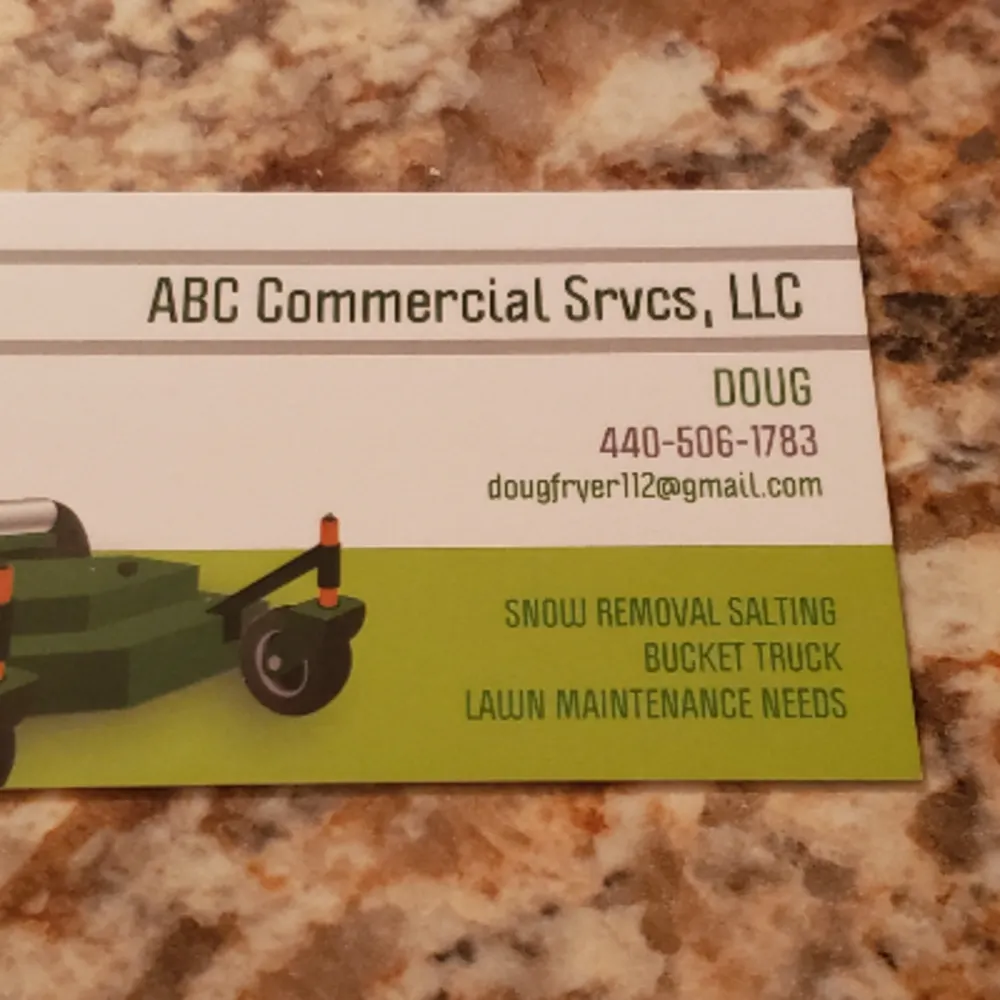 ABC Commercial Srvcs, LLC
DOUG
440-506-1783
dougfryer112@gmail.com
SNOW REMOVAL SALTING
BUCKET TRUCK
LAWN MAINTENANCE NEEDS